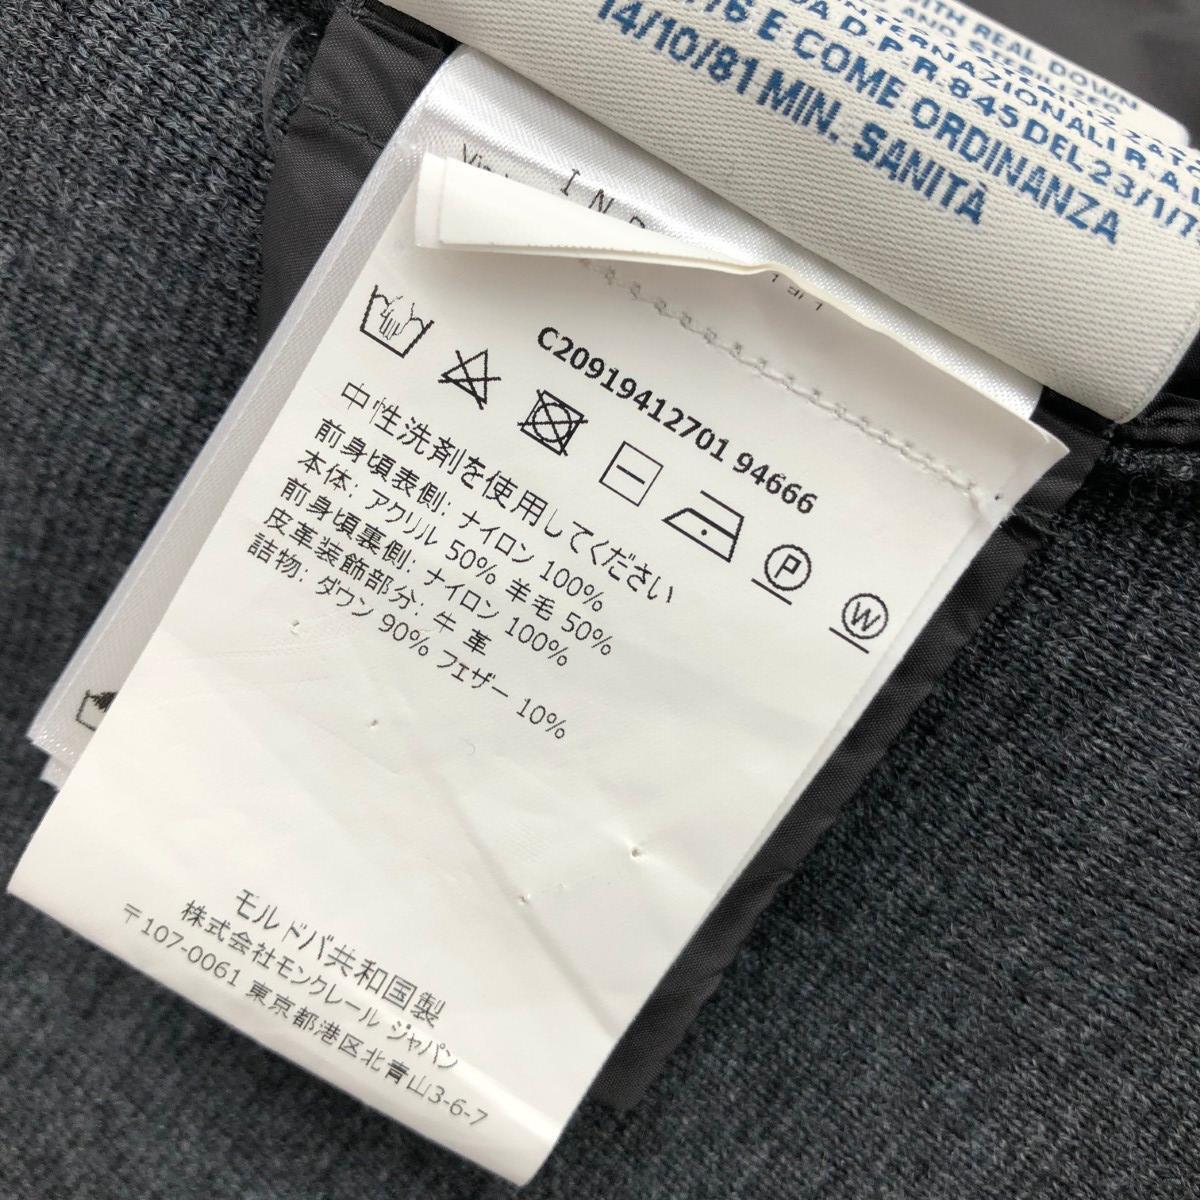 WITH REAL DOWN
AND STERILIZED
STERILIZZATO
INTERNAZIONALI R.A.
DA D.P.R. 845 DEL 23/1/7
/76 E COME ORDINANZA
14/10/81 MIN. SANITÀ
C20919412701 94666
P
W
中性洗剤を使用してください
前身頃表側: ナイロン 100%
本体: アクリル 50% 羊毛 50%
前身頃裏側: ナイロン 100%
皮革装飾部分: 牛 革
詰物: ダウン 90% フェザー 10%
モルドバ共和国製
株式会社モンクレール ジャパン
〒107-0061 東京都港区北青山3-6-7